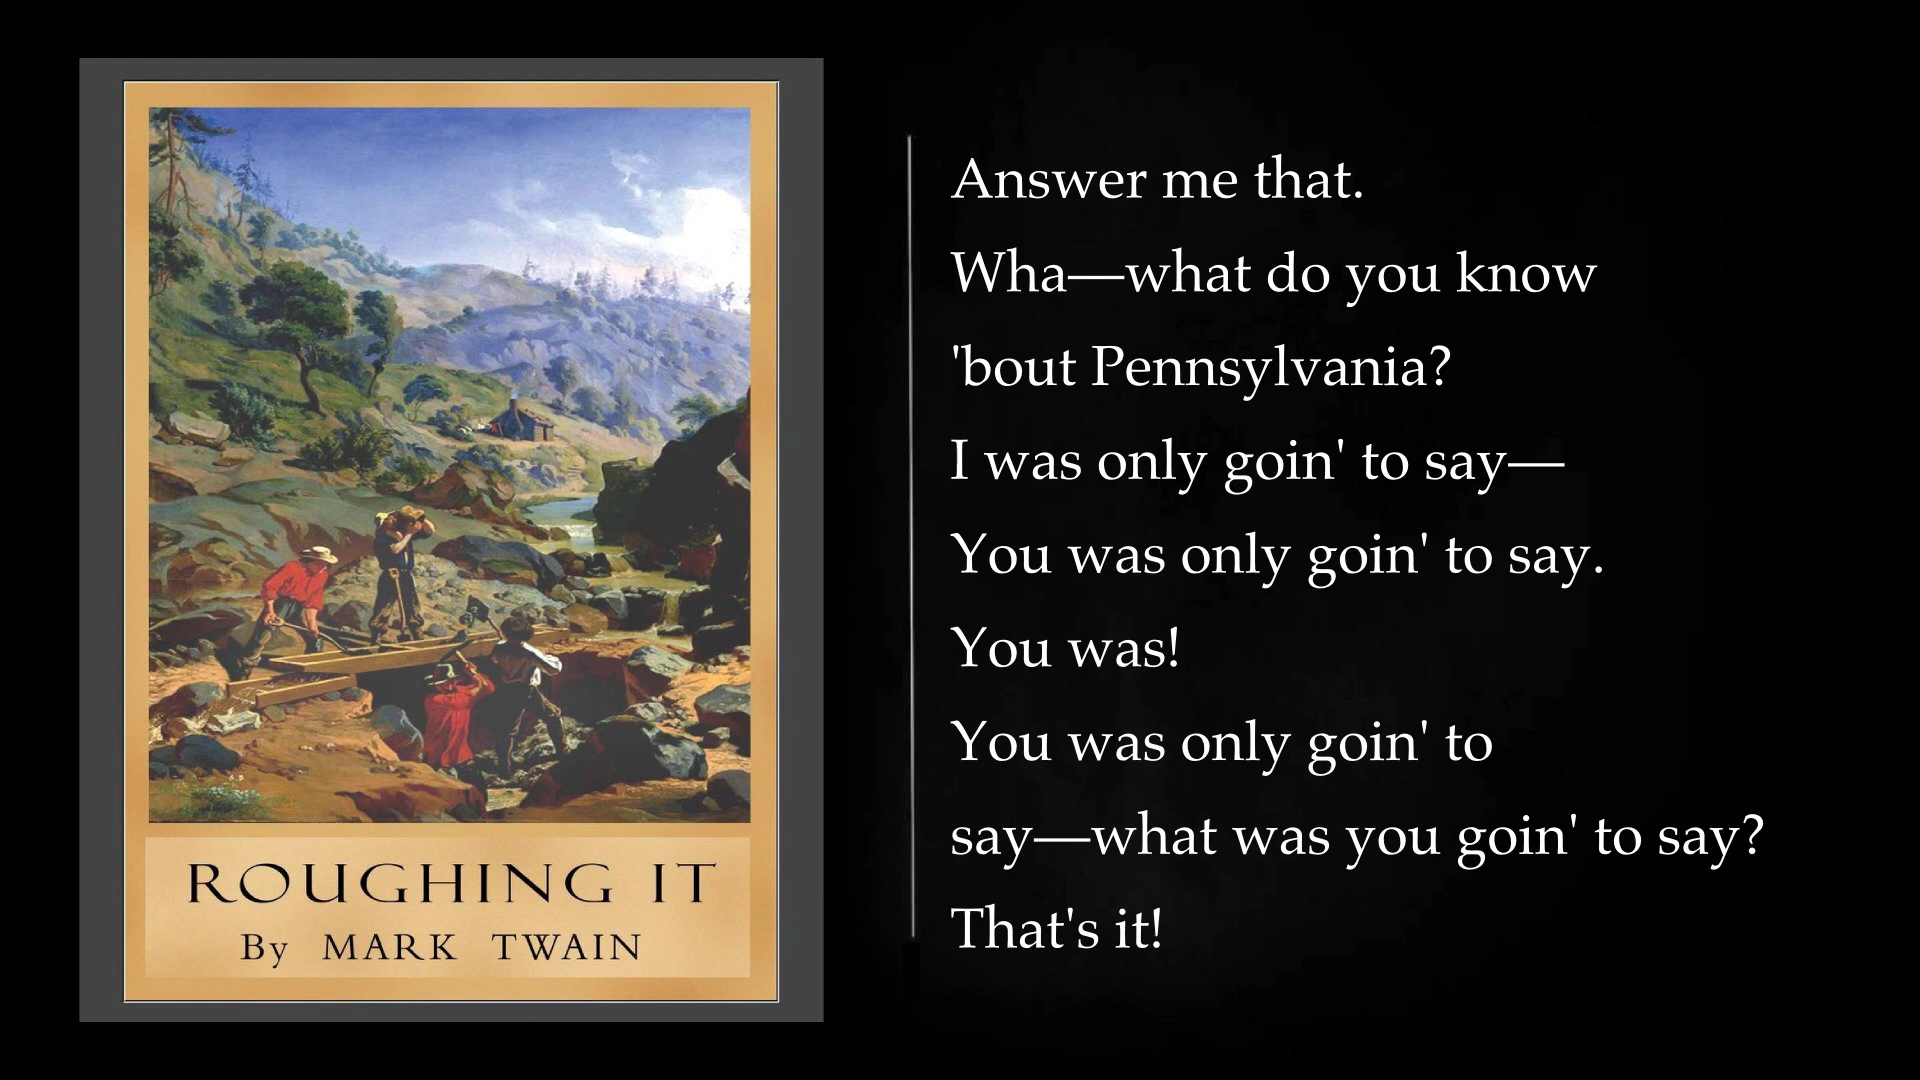 ROUGHING IT
By MARK TWAIN
Answer me that.
Wha—what do you know
'bout Pennsylvania?
I was only goin' to say—
You was only goin' to say.
You was!
You was only goin' to
say—what was you goin' to say?
That's it!